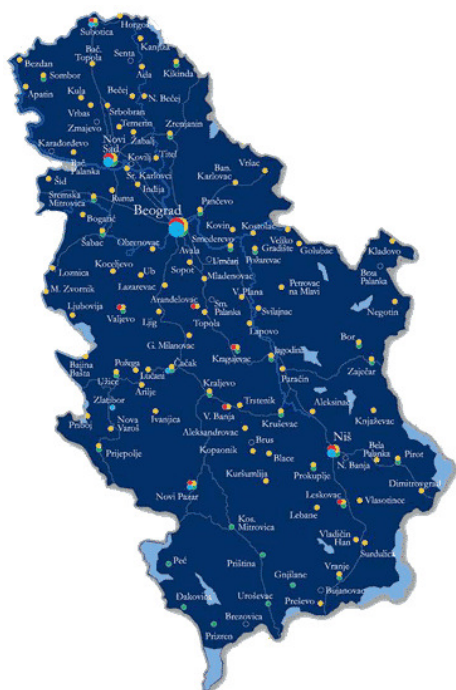 Horgoš
Subotica
Kanjiža
Bač.
Topola
Senta
Bezdan
Sombor
Ada
Kikinda
Apatin
Kula
Bečej
N. Bečej
Vrbas
Srbobran
Zmajevo
Temerin
Zrenjanin
Karađorđevo
Novi
Sad
Žabalj
Bač.
Palanka
Kovilj
Titel
Vršac
Sr. Karlovci
Ban.
Karlovac
Šid
Inđija
Sremska
Mitrovica
Ruma
Pančevo
Beograd
Bogatić
Kovin
Kostolac
Šabac
Smederevo
Veliko
Gradište
Golubac
Kladovo
Obrenovac
Avala
Požarevac
Koceljevo
Sopot
Umčari
Brza
Palanka
Loznica
Ub
Mladenovac
M. Zvornik
Lazarevac
Petrovac
na Mlavi
Negotin
Ljubovija
Aranđelovac
Sm.
Palanka
V. Plana
Valjevo
Svilajnac
Ljig
Topola
Lapovo
Bor
G. Milanovac
Bajina
Bašta
Kragujevac
Jagodina
Požega
Čačak
Zaječar
Užice
Lučani
Kraljevo
Paraćin
Zlatibor
Arilje
Trstenik
Priboj
Nova
Varoš
Ivanjica
V. Banja
Kruševac
Aleksinac
Knjaževac
Aleksandrovac
Brus
Niš
Prijepolje
Kopaonik
Blace
Bela
Palanka
Pirot
N. Banja
Kuršumlija
Prokuplje
Dimitrovgrad
Novi Pazar
Leskovac
Vlasotince
Lebane
Kos.
Mitrovica
Vladičin
Han
Surdulica
Peć
Priština
Vranje
Gnjilane
Bujanovac
Đakovica
Uroševac
Preševo
Brezovica
Prizren